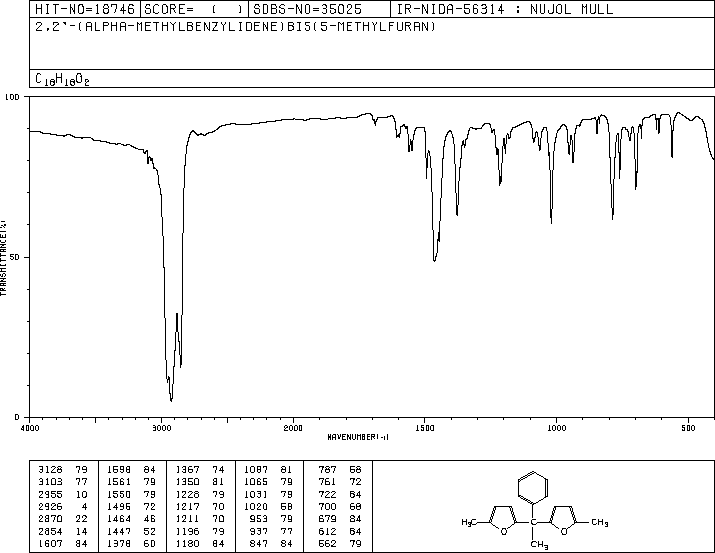 HIT-NO=18746 SCORE= ( ) SDBS-NO=35025 IR-NIDA-56314 : NUJOL MULL
2,2'-(ALPHA-METHYLBENZYLIDENE)BIS(5-METHYLFURAN)
C18H18O2
100
50
0
TRANSMITTANCE(%)
4000 3000 2000 1500 1000 500
WAVENUMBER(-1)
3128 79 1598 84 1367 74 1087 81 787 58
3103 77 1561 79 1350 81 1065 79 761 72
2955 10 1550 79 1228 79 1031 79 722 84
2926 4 1495 72 1217 70 1020 58 700 68
2870 22 1464 46 1211 70 953 79 679 84
2854 14 1447 52 1196 79 937 77 612 84
1607 84 1378 60 1180 84 847 84 562 79
H3C O O CH3
CH3